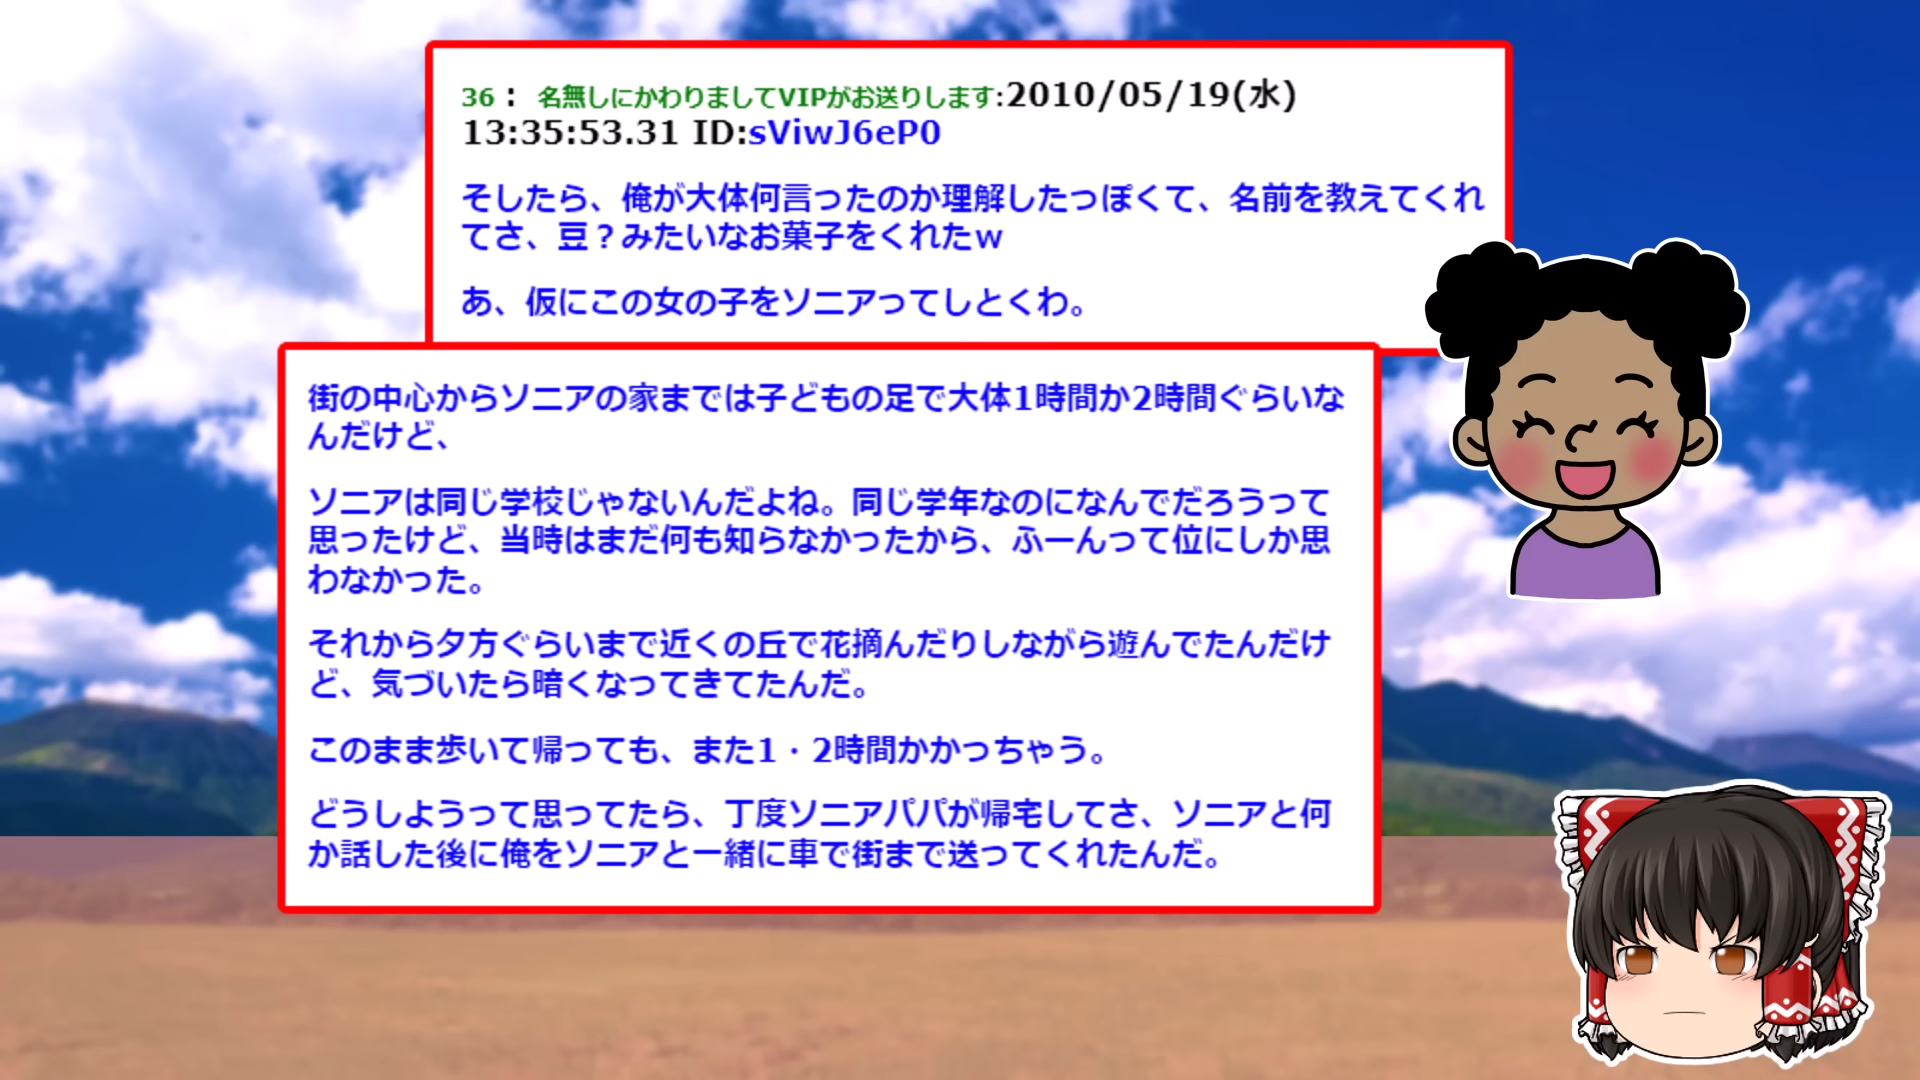 36： 名無しにかわりましてVIPがお送りします:2010/05/19(水)
13:35:53.31 ID:sViwJ6eP0
そしたら、俺が大体何言ったのか理解したっぽくて、名前を教えてくれ
てさ、豆？みたいなお菓子をくれたｗ
あ、仮にこの女の子をソニアってしとくわ。
街の中心からソニアの家までは子どもの足で大体1時間か2時間ぐらいな
んだけど、
ソニアは同じ学校じゃないんだよね。同じ学年なのになんでだろうって
思ったけど、当時はまだ何も知らなかったから、ふーんって位にしか思
わなかった。
それから夕方ぐらいまで近くの丘で花摘んだりしながら遊んでたんだけ
ど、気づいたら暗くなってきてたんだ。
このまま歩いて帰っても、また1・2時間かかっちゃう。
どうしようって思ってたら、丁度ソニアパパが帰宅してさ、ソニアと何
か話した後に俺をソニアと一緒に車で街まで送ってくれたんだ。